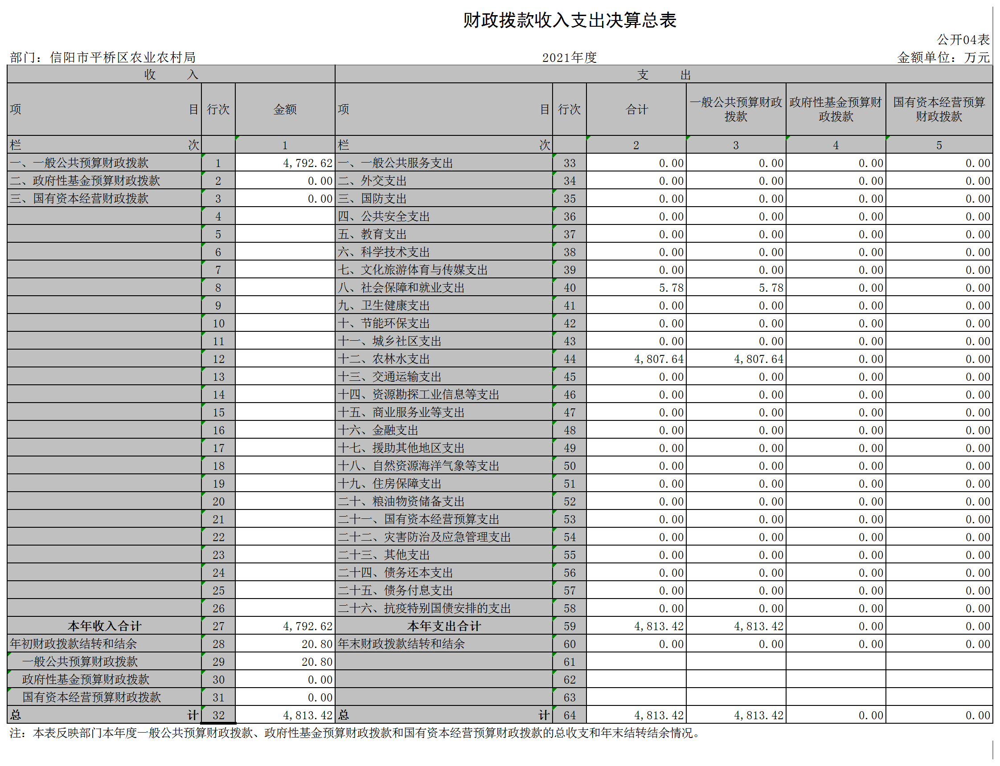 财政拨款收入支出决算总表
公开04表
部门：信阳市平桥区农业农村局 2021年度 金额单位：万元
收 入 支 出
项 目 行次 金额 项 目 行次 合计 一般公共预算财政拨款 政府性基金预算财政拨款 国有资本经营预算财政拨款
栏 次 1 栏 次 2 3 4 5
一、一般公共预算财政拨款 1 4,792.62 一、一般公共服务支出 33 0.00 0.00 0.00 0.00
二、政府性基金预算财政拨款 2 0.00 二、外交支出 34 0.00 0.00 0.00 0.00
三、国有资本经营财政拨款 3 0.00 三、国防支出 35 0.00 0.00 0.00 0.00
4 四、公共安全支出 36 0.00 0.00 0.00 0.00
5 五、教育支出 37 0.00 0.00 0.00 0.00
6 六、科学技术支出 38 0.00 0.00 0.00 0.00
7 七、文化旅游体育与传媒支出 39 0.00 0.00 0.00 0.00
8 八、社会保障和就业支出 40 5.78 5.78 0.00 0.00
9 九、卫生健康支出 41 0.00 0.00 0.00 0.00
10 十、节能环保支出 42 0.00 0.00 0.00 0.00
11 十一、城乡社区支出 43 0.00 0.00 0.00 0.00
12 十二、农林水支出 44 4,807.64 4,807.64 0.00 0.00
13 十三、交通运输支出 45 0.00 0.00 0.00 0.00
14 十四、资源勘探工业信息等支出 46 0.00 0.00 0.00 0.00
15 十五、商业服务业等支出 47 0.00 0.00 0.00 0.00
16 十六、金融支出 48 0.00 0.00 0.00 0.00
17 十七、援助其他地区支出 49 0.00 0.00 0.00 0.00
18 十八、自然资源海洋气象等支出 50 0.00 0.00 0.00 0.00
19 十九、住房保障支出 51 0.00 0.00 0.00 0.00
20 二十、粮油物资储备支出 52 0.00 0.00 0.00 0.00
21 二十一、国有资本经营预算支出 53 0.00 0.00 0.00 0.00
22 二十二、灾害防治及应急管理支出 54 0.00 0.00 0.00 0.00
23 二十三、其他支出 55 0.00 0.00 0.00 0.00
24 二十四、债务还本支出 56 0.00 0.00 0.00 0.00
25 二十五、债务付息支出 57 0.00 0.00 0.00 0.00
26 二十六、抗疫特别国债安排的支出 58 0.00 0.00 0.00 0.00
本年收入合计 27 4,792.62 本年支出合计 59 4,813.42 4,813.42 0.00 0.00
年初财政拨款结转和结余 28 20.80 年末财政拨款结转和结余 60 0.00 0.00 0.00 0.00
一般公共预算财政拨款 29 20.80 61
政府性基金预算财政拨款 30 0.00 62
国有资本经营预算财政拨款 31 0.00 63
总 计 32 4,813.42 总 计 64 4,813.42 4,813.42 0.00 0.00
注：本表反映部门本年度一般公共预算财政拨款、政府性基金预算财政拨款和国有资本经营预算财政拨款的总收支和年末结转结余情况。